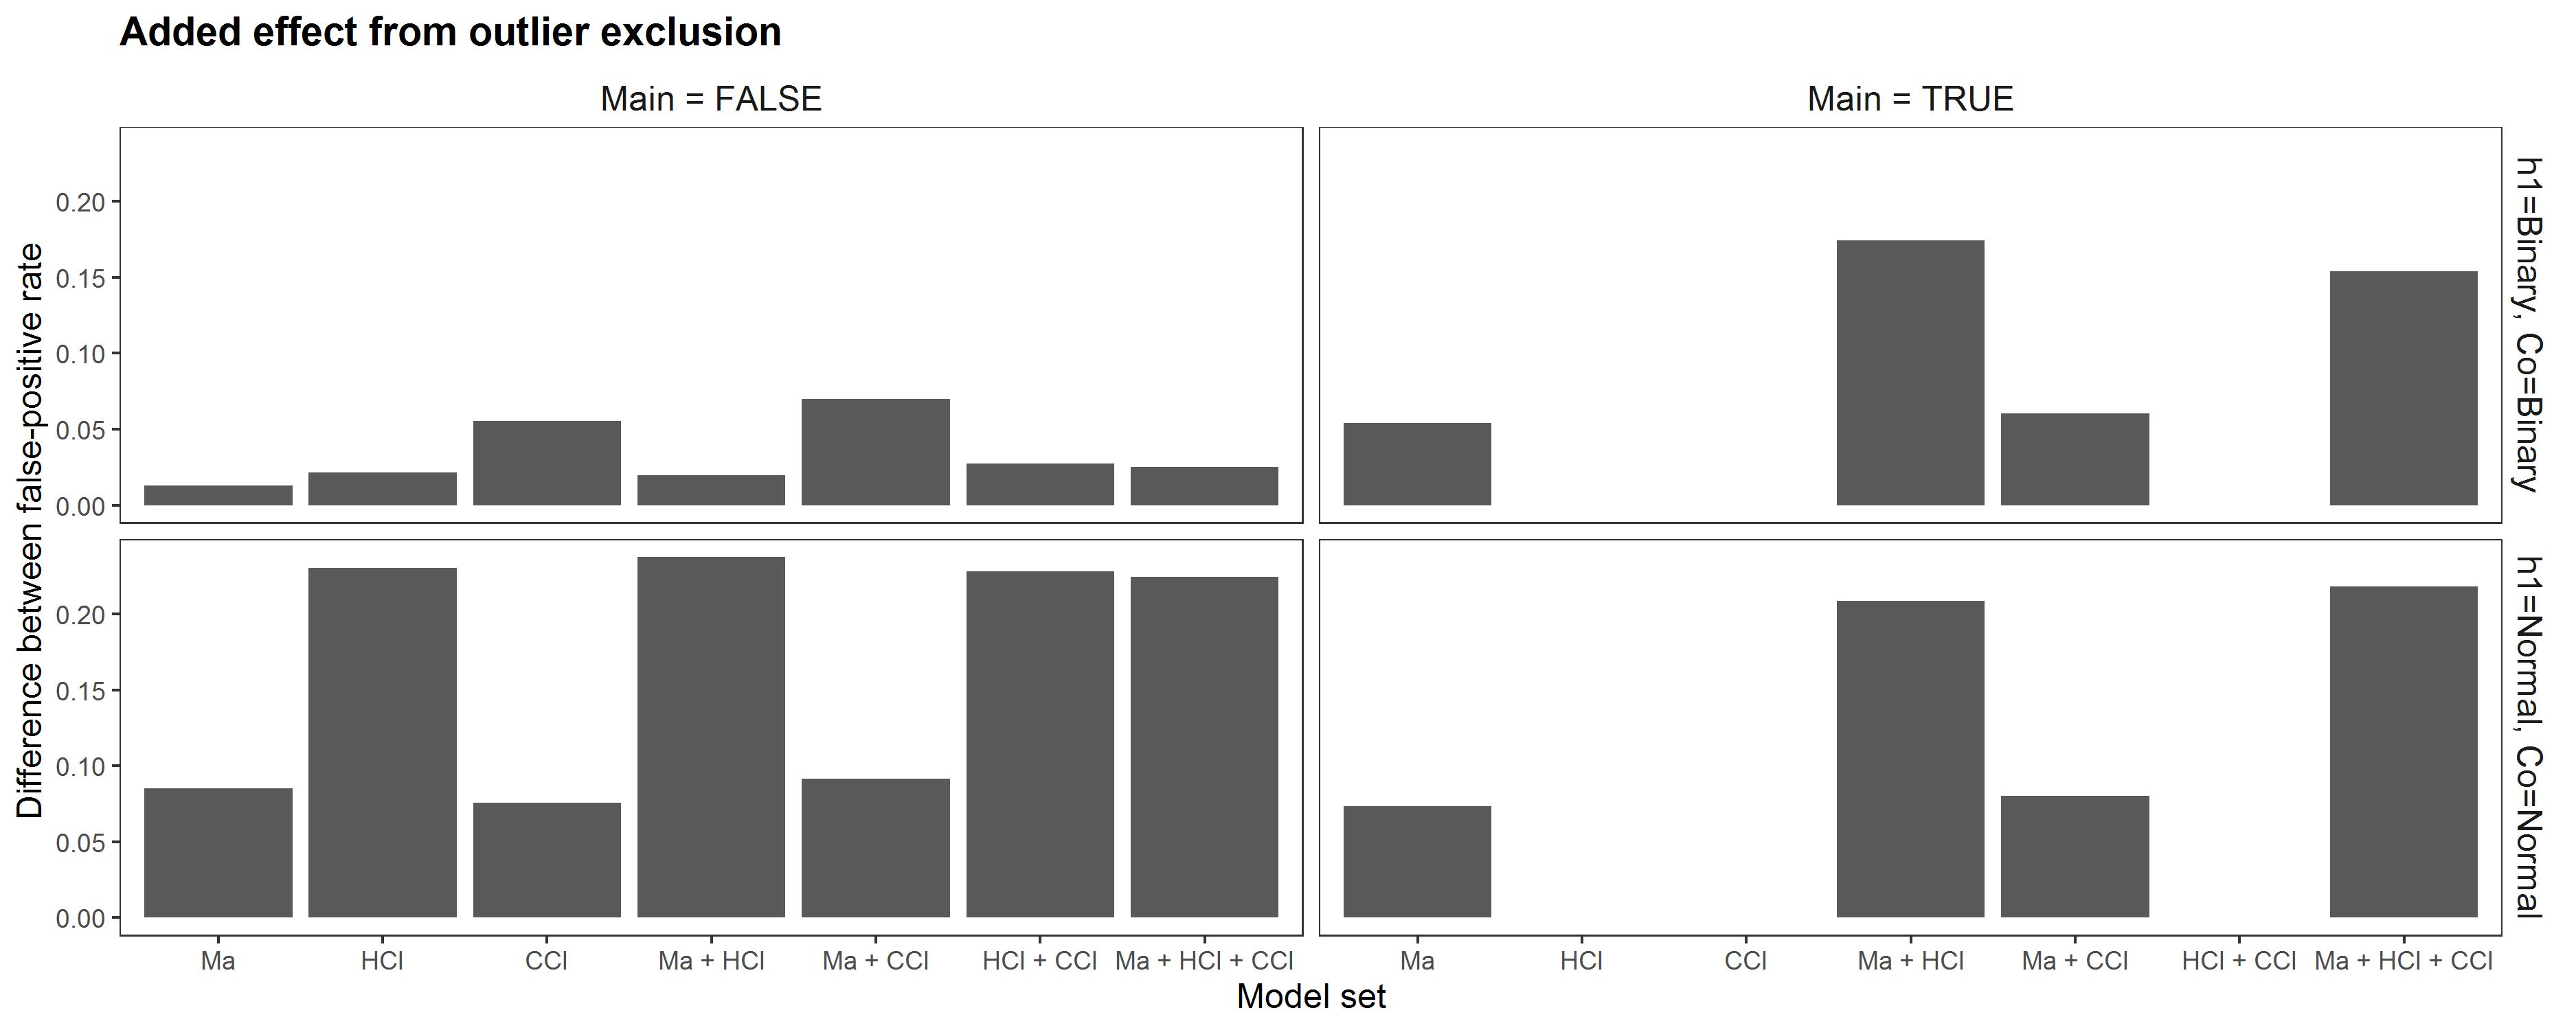 Added effect from outlier exclusion
Main = FALSE
Main = TRUE
Difference between false-positive rate
0.20
0.15
0.10
0.05
0.00
h1=Binary, Co=Binary
0.20
0.15
0.10
0.05
0.00
h1=Normal, Co=Normal
Ma
HCI
CCI
Ma + HCI
Ma + CCI
HCI + CCI
Ma + HCI + CCI
Ma
HCI
CCI
Ma + HCI
Ma + CCI
HCI + CCI
Ma + HCI + CCI
Model set